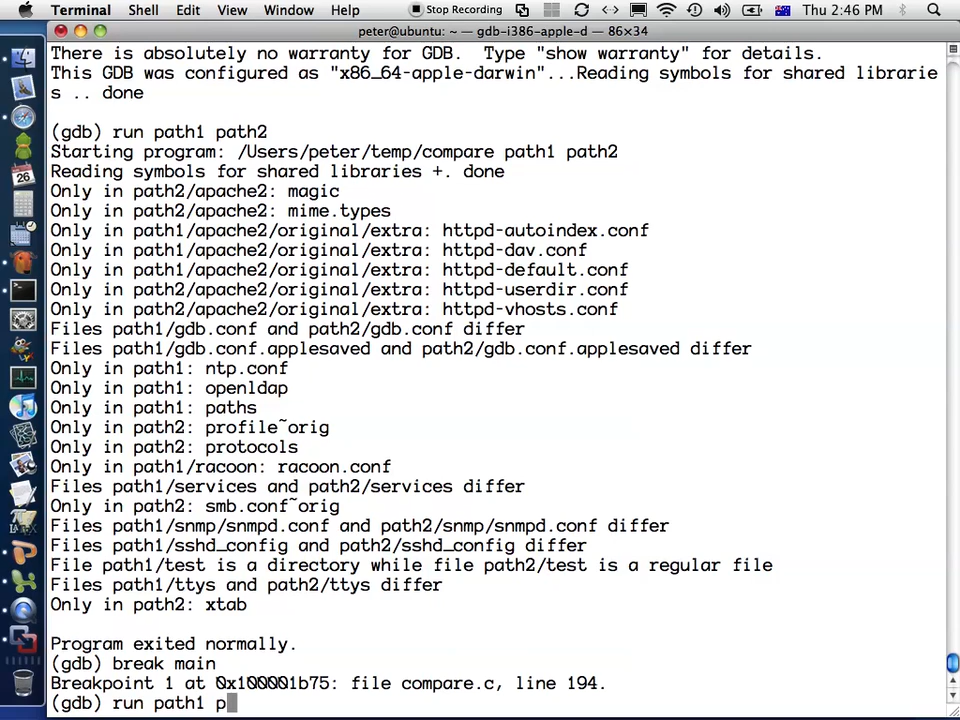 Terminal Shell Edit View Window Help Stop Recording Thu 2:46 PM
peter@ubuntu: ~ — gdb-i386-apple-d — 86×34
There is absolutely no warranty for GDB.  Type "show warranty" for details.
This GDB was configured as "x86_64-apple-darwin"...Reading symbols for shared librarie
s .. done
(gdb) run path1 path2
Starting program: /Users/peter/temp/compare path1 path2
Reading symbols for shared libraries +. done
Only in path2/apache2: magic
Only in path2/apache2: mime.types
Only in path1/apache2/original/extra: httpd-autoindex.conf
Only in path1/apache2/original/extra: httpd-dav.conf
Only in path1/apache2/original/extra: httpd-default.conf
Only in path2/apache2/original/extra: httpd-userdir.conf
Only in path2/apache2/original/extra: httpd-vhosts.conf
Files path1/gdb.conf and path2/gdb.conf differ
Files path1/gdb.conf.applesaved and path2/gdb.conf.applesaved differ
Only in path1: ntp.conf
Only in path1: openldap
Only in path1: paths
Only in path2: profile~orig
Only in path2: protocols
Only in path1/racoon: racoon.conf
Files path1/services and path2/services differ
Only in path2: smb.conf~orig
Files path1/snmp/snmpd.conf and path2/snmp/snmpd.conf differ
Files path1/sshd_config and path2/sshd_config differ
File path1/test is a directory while file path2/test is a regular file
Files path1/ttys and path2/ttys differ
Only in path2: xtab
Program exited normally.
(gdb) break main
Breakpoint 1 at 0x100001b75: file compare.c, line 194.
(gdb) run path1 p